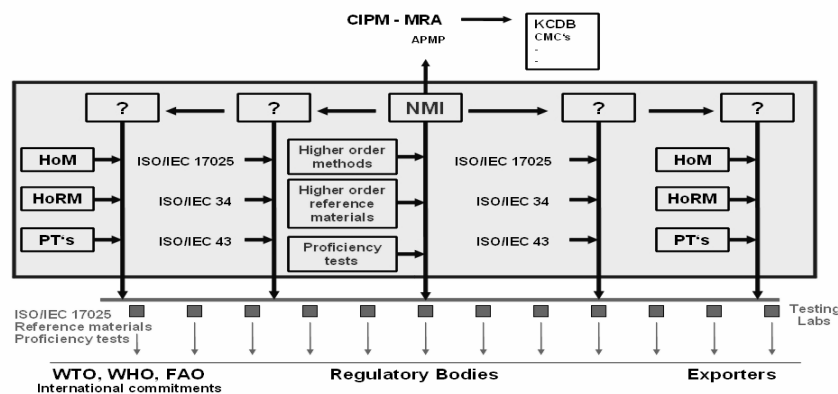 CIPM - MRA
APMP
KCDB
CMC's
-
-
?
?
NMI
?
?
HoM
ISO/IEC 17025
Higher order
methods
ISO/IEC 17025
HoM
HoRM
ISO/IEC 34
Higher order
reference
materials
ISO/IEC 34
HoRM
PT's
ISO/IEC 43
Proficiency
tests
ISO/IEC 43
PT's
ISO/IEC 17025
Reference materials
Proficiency tests
Testing
Labs
WTO, WHO, FAO
International commitments
Regulatory Bodies
Exporters